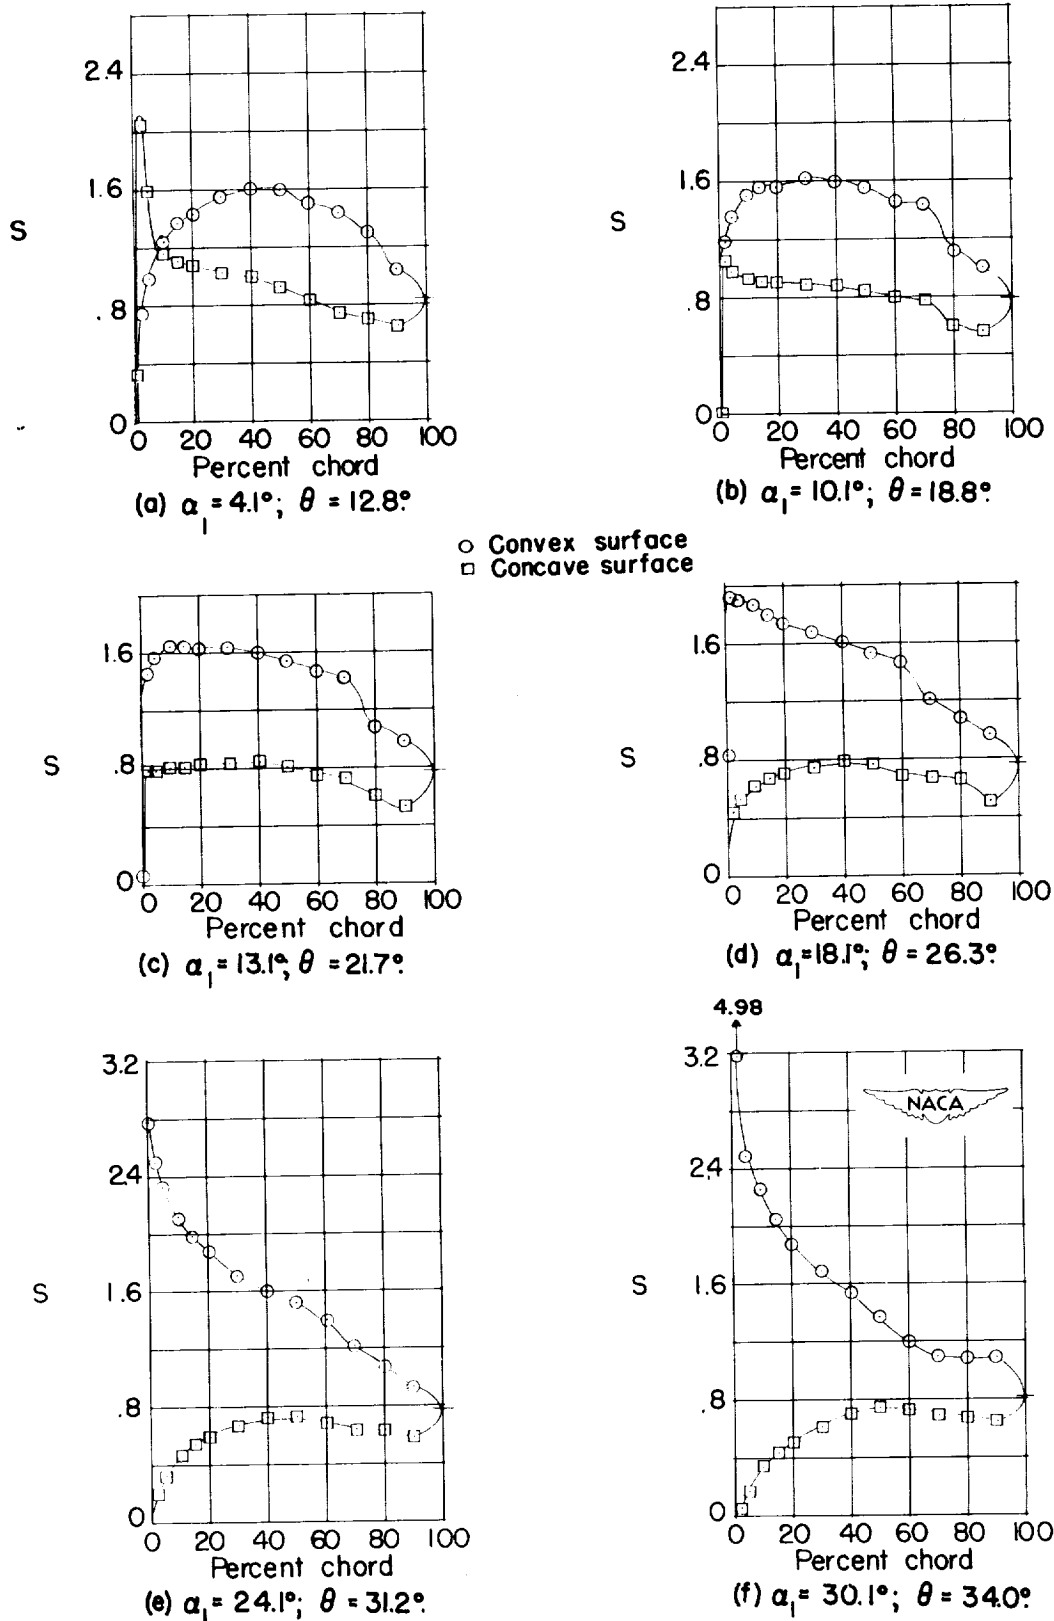 2.4
1.6
S
.8
0
0 20 40 60 80 100
Percent chord
(a) α₁ = 4.1°; θ = 12.8°.
2.4
1.6
S
.8
0
0 20 40 60 80 100
Percent chord
(b) α₁ = 10.1°; θ = 18.8°.
○ Convex surface
□ Concave surface
1.6
S
.8
0
0 20 40 60 80 100
Percent chord
(c) α₁ = 13.1°; θ = 21.7°.
1.6
S
.8
0
0 20 40 60 80 100
Percent chord
(d) α₁ = 18.1°; θ = 26.3°.
3.2
2.4
S
1.6
.8
0
0 20 40 60 80 100
Percent chord
(e) α₁ = 24.1°; θ = 31.2°.
4.98
3.2
NACA
2.4
S
1.6
.8
0
0 20 40 60 80 100
Percent chord
(f) α₁ = 30.1°; θ = 34.0°.